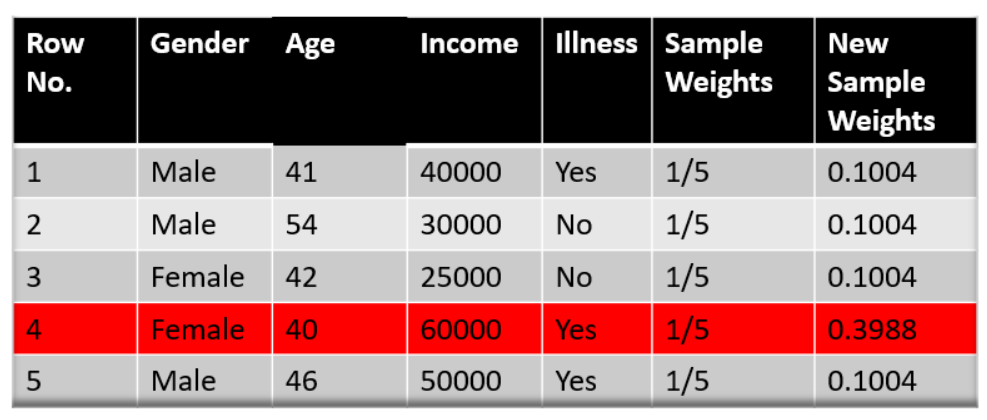 Row No. Gender Age Income Illness Sample Weights New Sample Weights
1 Male 41 40000 Yes 1/5 0.1004
2 Male 54 30000 No 1/5 0.1004
3 Female 42 25000 No 1/5 0.1004
4 Female 40 60000 Yes 1/5 0.3988
5 Male 46 50000 Yes 1/5 0.1004